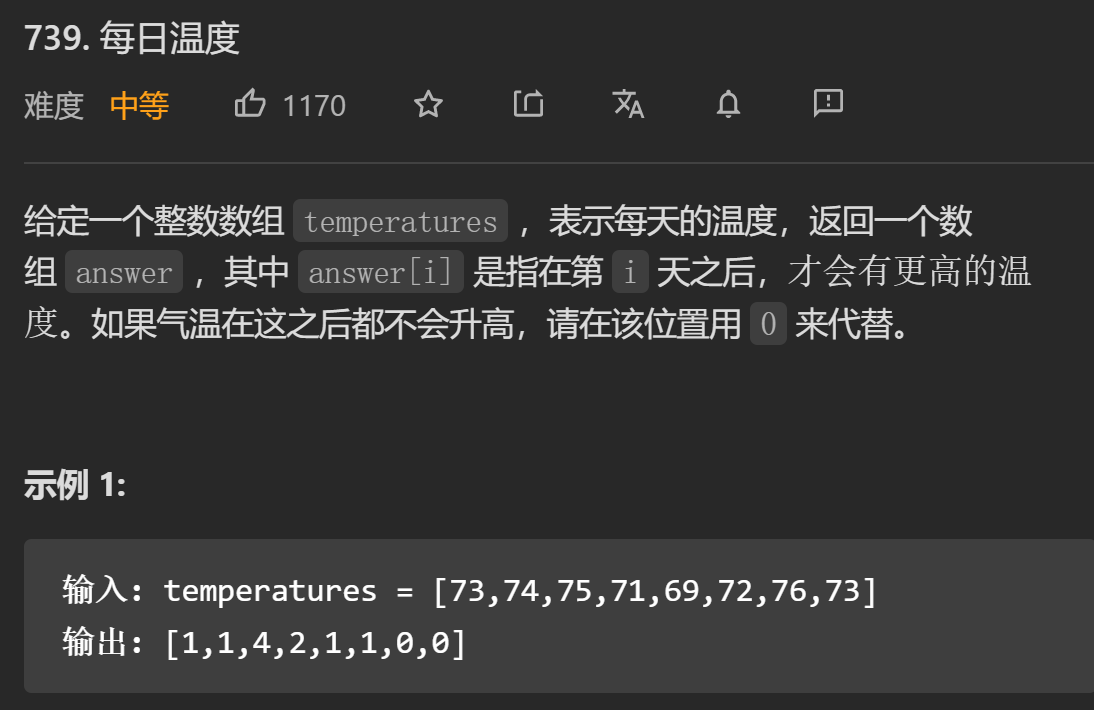 739. 每日温度
难度 中等 1170
给定一个整数数组 temperatures ，表示每天的温度，返回一个数
组 answer ，其中 answer[i] 是指在第 i 天之后，才会有更高的温
度。如果气温在这之后都不会升高，请在该位置用 0 来代替。
示例 1:
输入: temperatures = [73,74,75,71,69,72,76,73]
输出: [1,1,4,2,1,1,0,0]